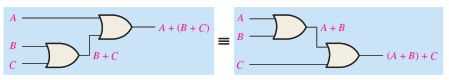 A
A + (B + C)
B
B + C
C
≡
A
A + B
B
(A + B) + C
C